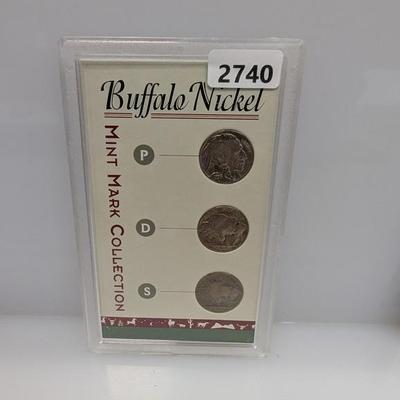 2740
Buffalo Nickel
MINT MARK COLLECTION
P
D
S